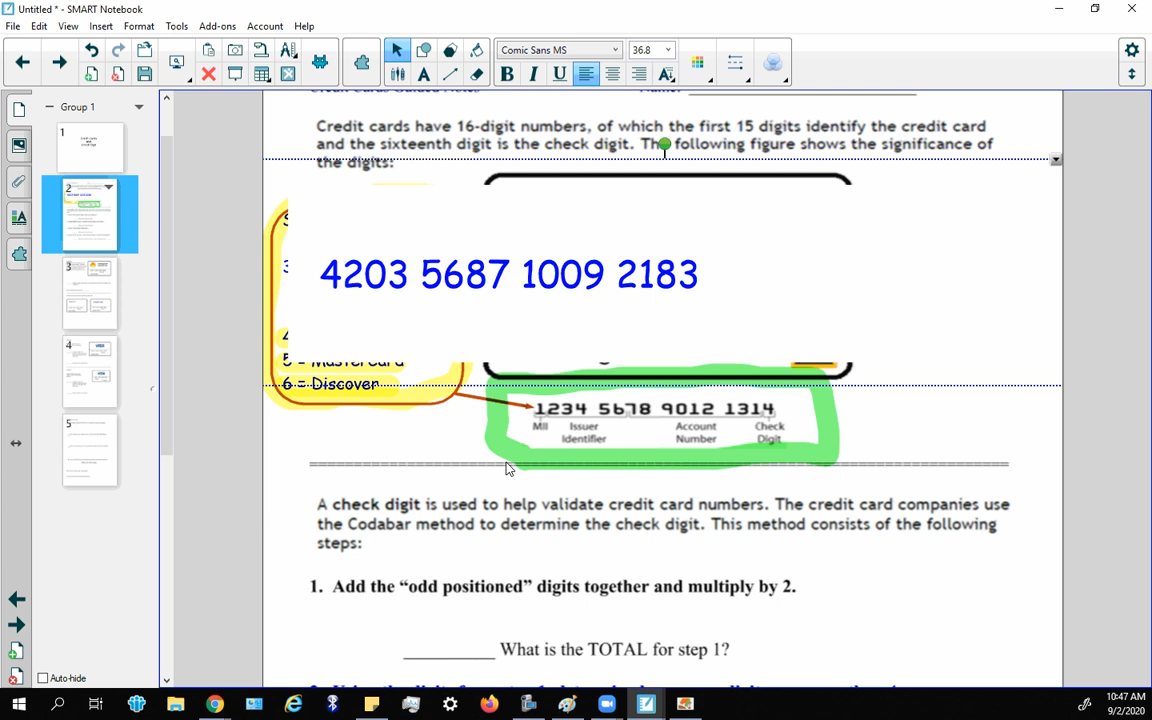 Untitled * - SMART Notebook
File Edit View Insert Format Tools Add-ons Account Help
Comic Sans MS 36.8
Group 1
1
2
3
4
5
Credit cards have 16-digit numbers, of which the first 15 digits identify the credit card
and the sixteenth digit is the check digit. The following figure shows the significance of
the digits:
4203 5687 1009 2183
5 = MasterCard
6 = Discover
1234 5678 9012 1314
MII Issuer Identifier Account Number Check Digit
A check digit is used to help validate credit card numbers. The credit card companies use
the Codabar method to determine the check digit. This method consists of the following
steps:
1. Add the “odd positioned” digits together and multiply by 2.
__________ What is the TOTAL for step 1?
Auto-hide
10:47 AM
9/2/2020